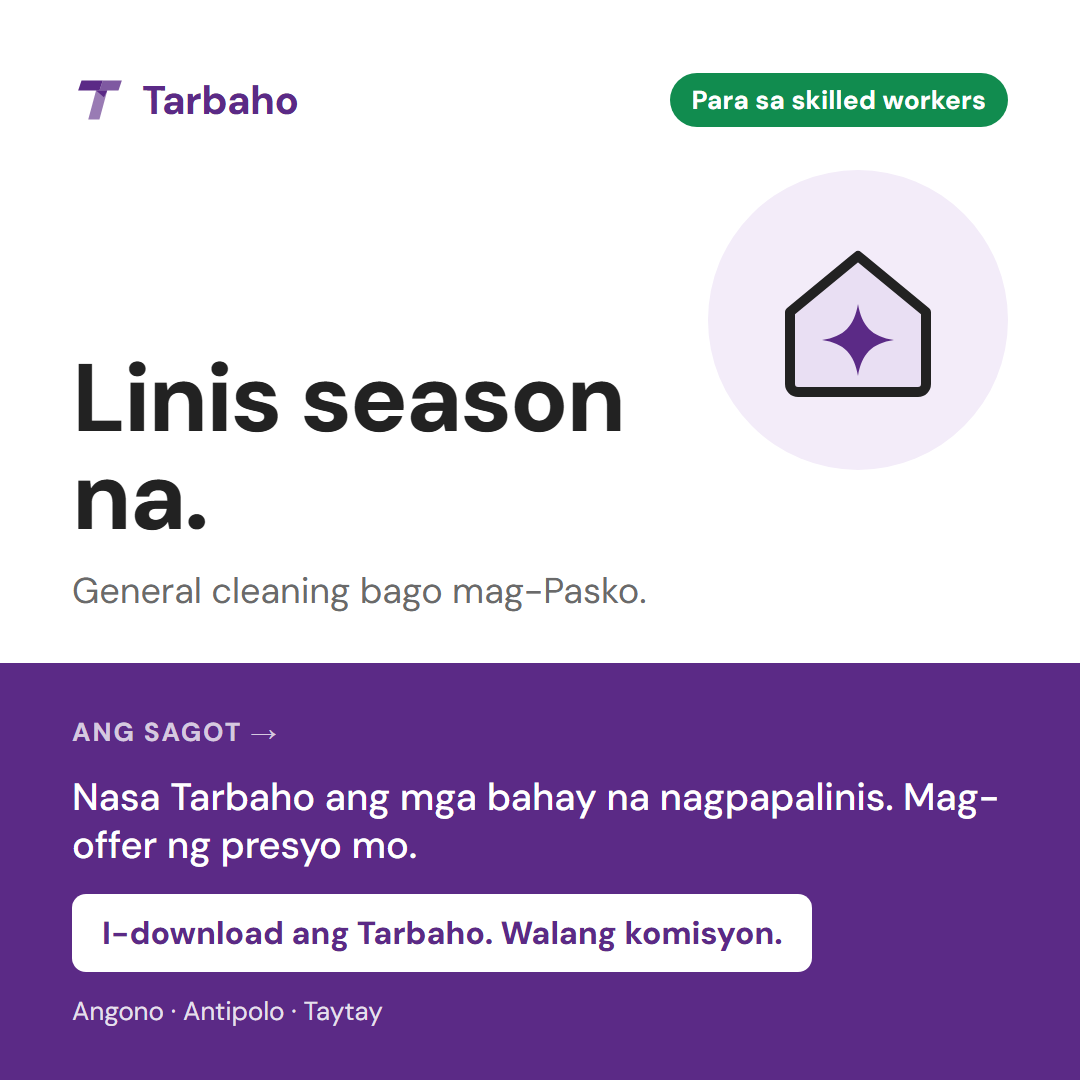 Tarbaho
Para sa skilled workers
Linis season
na.
General cleaning bago mag-Pasko.
ANG SAGOT →
Nasa Tarbaho ang mga bahay na nagpapalinis. Mag-
offer ng presyo mo.
I-download ang Tarbaho. Walang komisyon.
Angono · Antipolo · Taytay